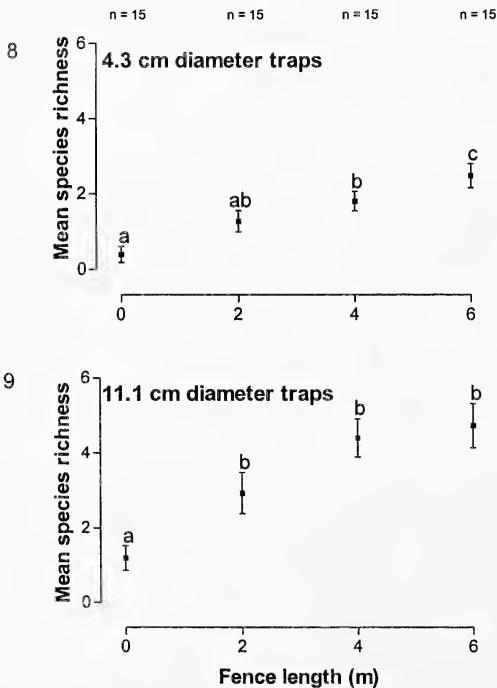 n = 15 n = 15 n = 15 n = 15
8
4.3 cm diameter traps
Mean species richness
6
4
2
0
a
ab
b
c
0 2 4 6
9
11.1 cm diameter traps
Mean species richness
6
4
2
0
a
b
b
b
0 2 4 6
Fence length (m)